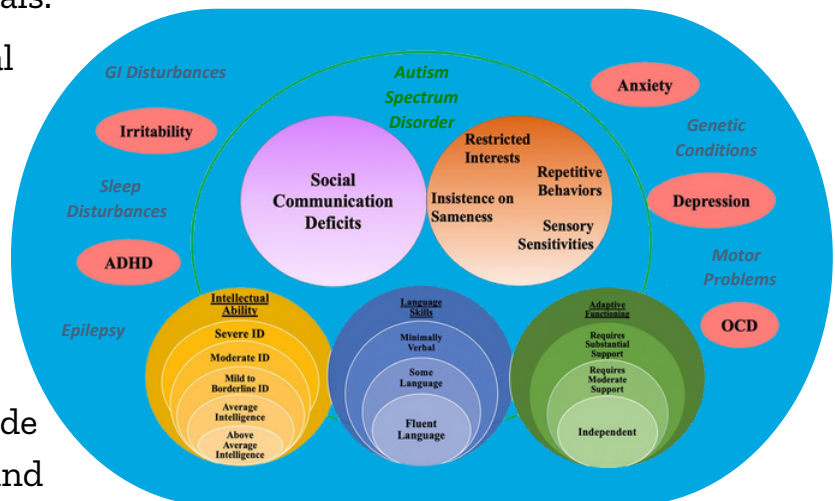 als.
al
de
and
GI Disturbances
Irritability
Sleep
Disturbances
ADHD
Epilepsy
Autism
Spectrum
Disorder
Social
Communication
Deficits
Restricted
Interests
Repetitive
Behaviors
Insistence on
Sameness
Sensory
Sensitivities
Anxiety
Genetic
Conditions
Depression
Motor
Problems
OCD
Intellectual
Ability
Severe ID
Moderate ID
Mild to
Borderline ID
Average
Intelligence
Above
Average
Intelligence
Language
Skills
Minimally
Verbal
Some
Language
Fluent
Language
Adaptive
Functioning
Requires
Substantial
Support
Requires
Moderate
Support
Independent